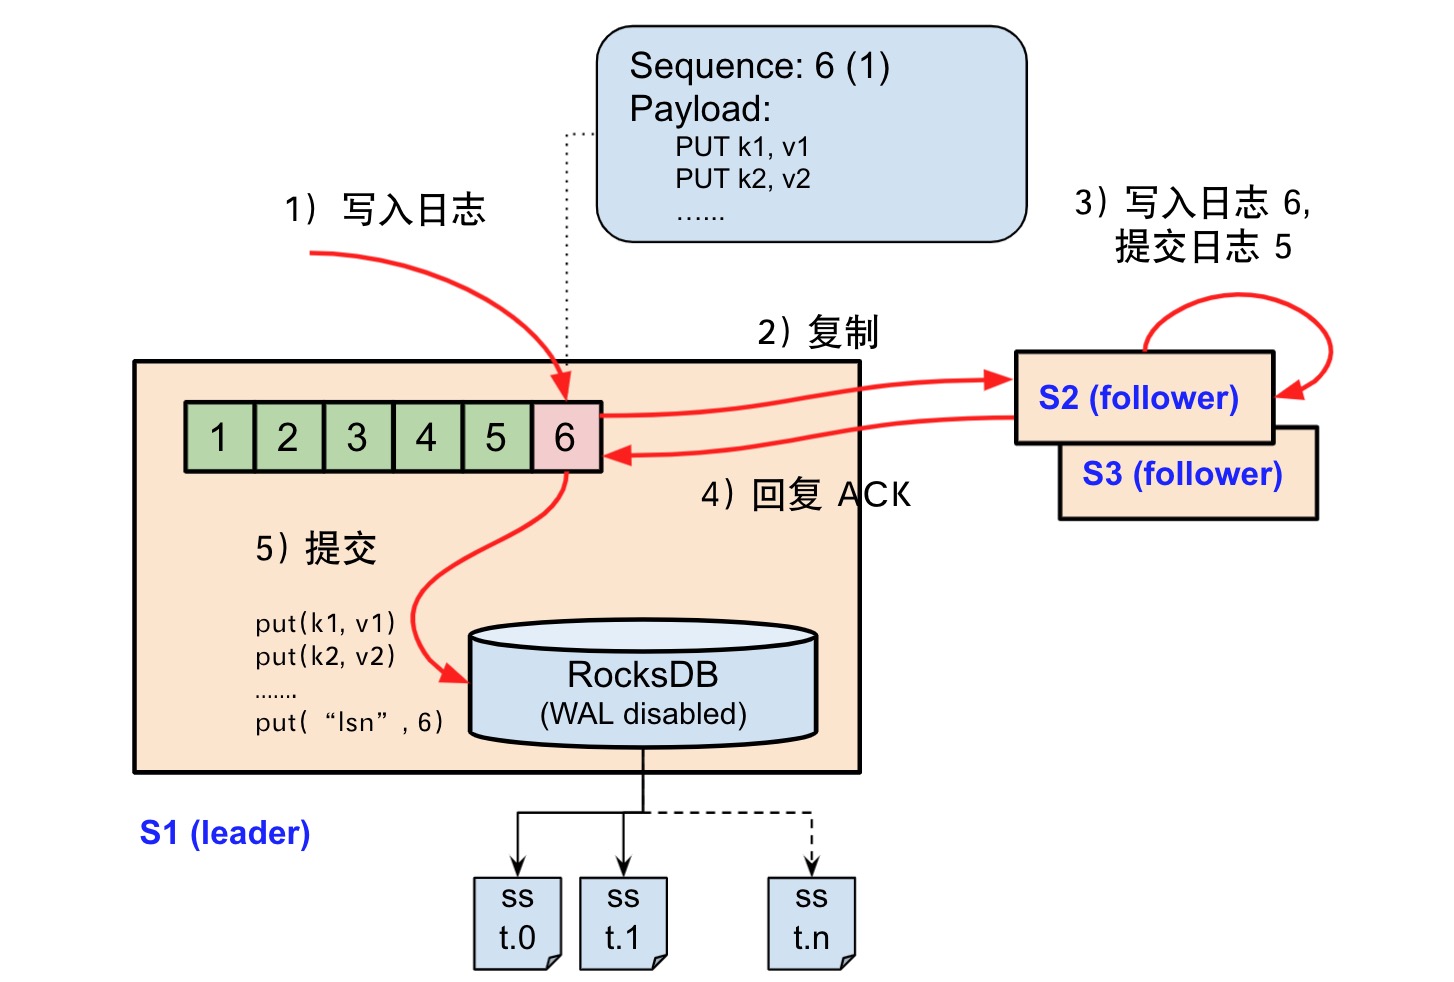 Sequence: 6 (1)
Payload:
PUT k1, v1
PUT k2, v2
…...
1）写入日志
3）写入日志 6,
提交日志 5
2）复制
1 2 3 4 5 6
S2 (follower)
S3 (follower)
4）回复 ACK
5）提交
put(k1, v1)
put(k2, v2)
.......
put( “lsn” , 6)
RocksDB
(WAL disabled)
S1 (leader)
ss
t.0
ss
t.1
ss
t.n